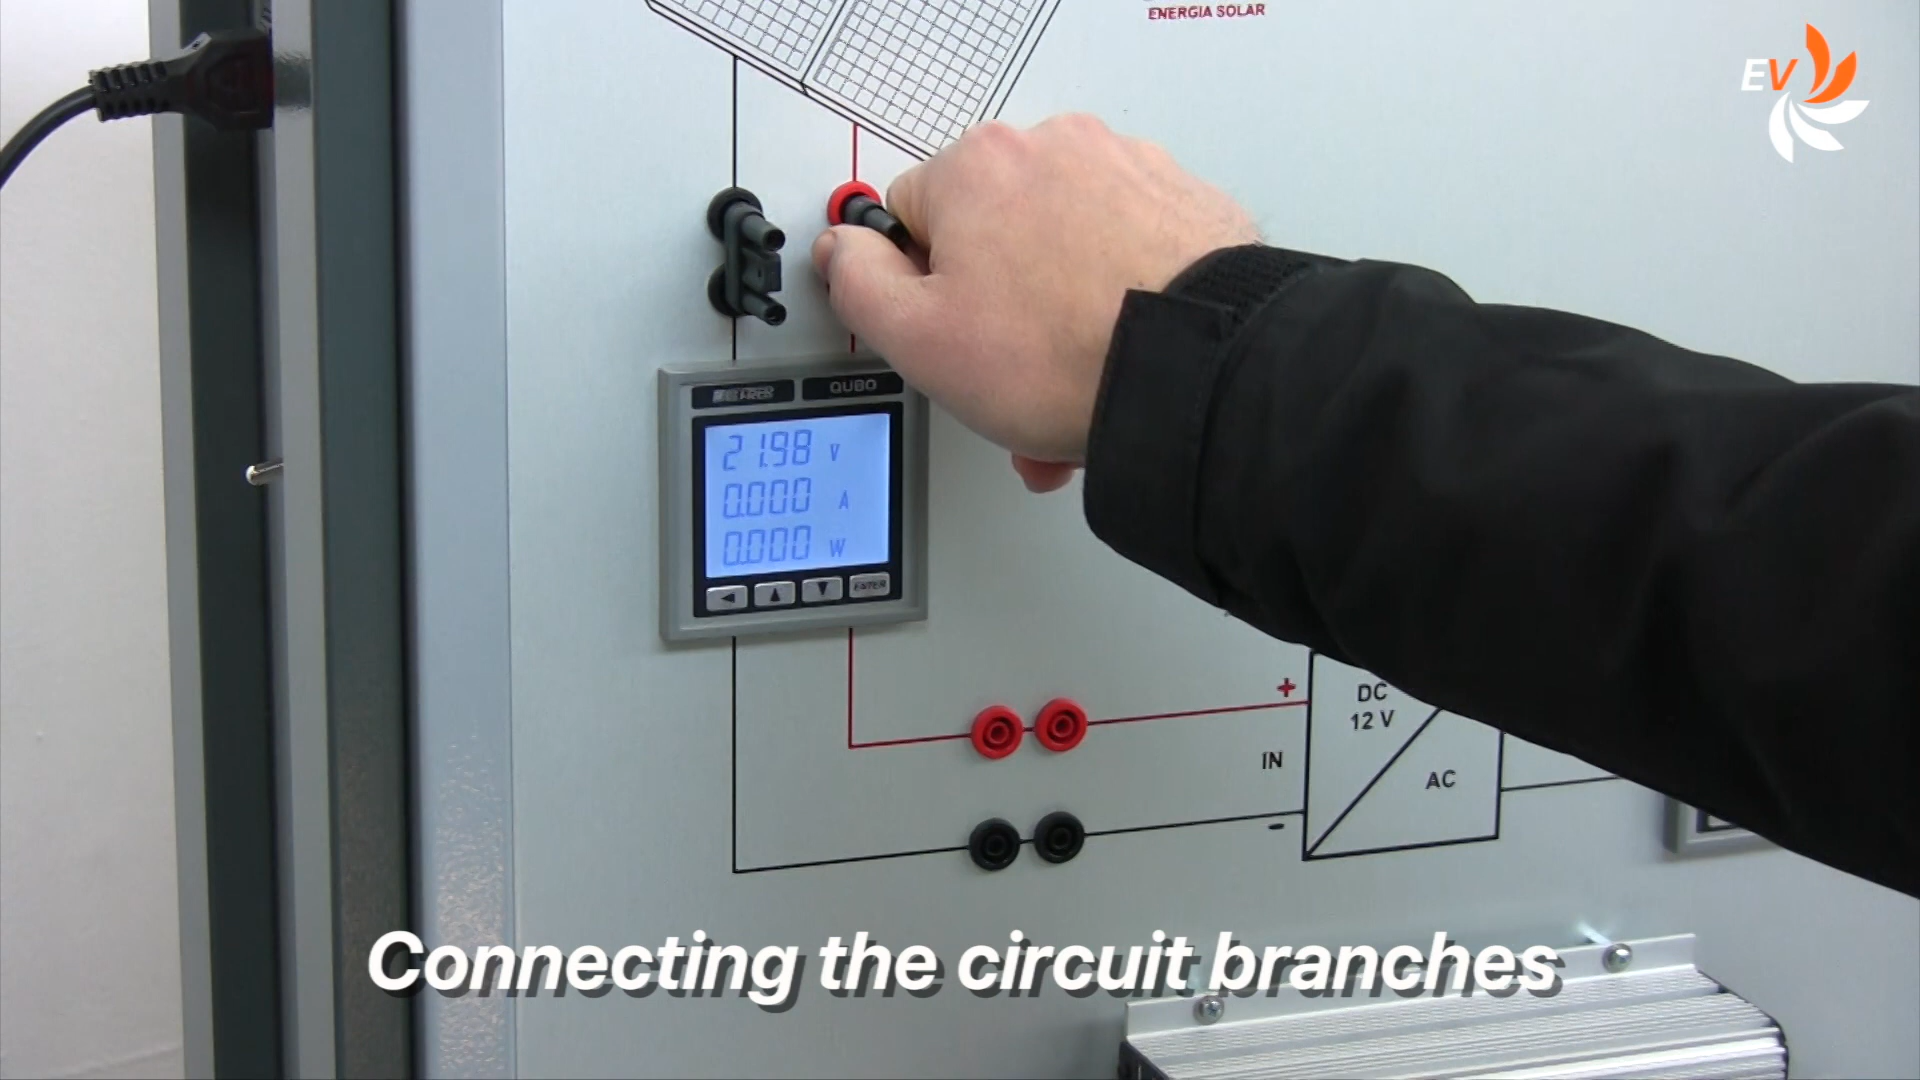 ENERGIA SOLAR
EV
QUBO
21.98 V
0.000 A
0.000 W
ENTER
+
DC
12 V
IN
AC
-
Connecting the circuit branches